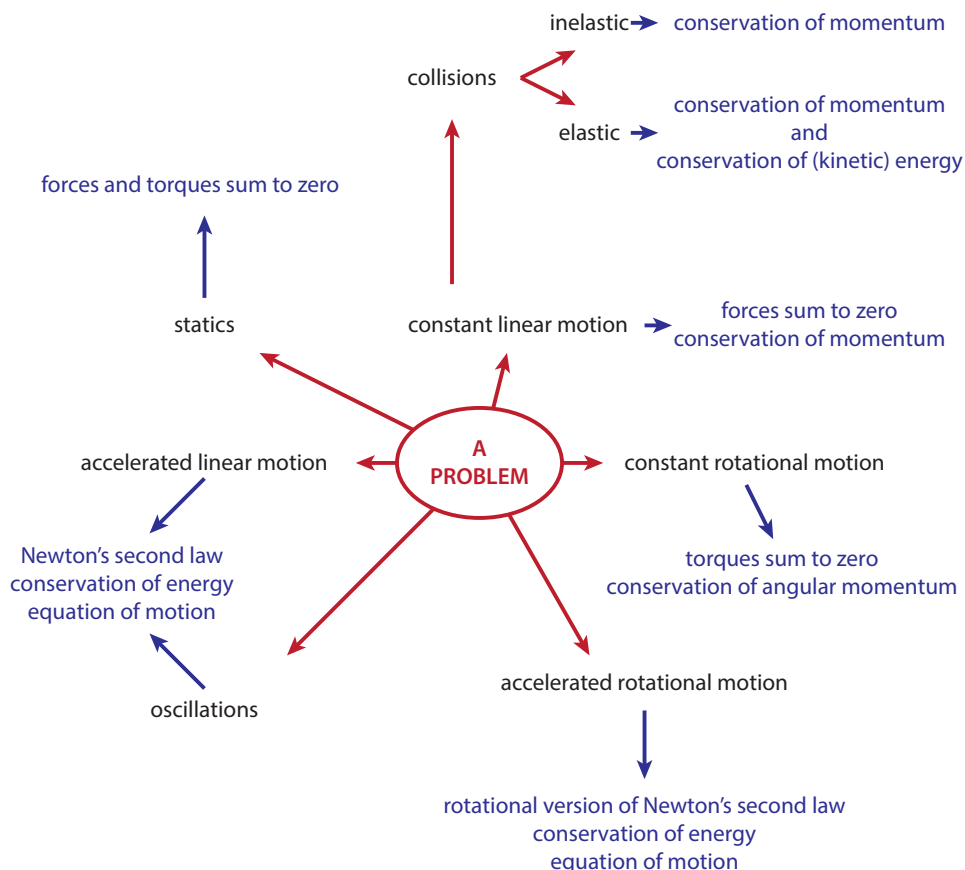 inelastic
conservation of momentum
collisions
elastic
conservation of momentum
and
conservation of (kinetic) energy
forces and torques sum to zero
statics
constant linear motion
forces sum to zero
conservation of momentum
A
PROBLEM
accelerated linear motion
constant rotational motion
Newton’s second law
conservation of energy
equation of motion
torques sum to zero
conservation of angular momentum
oscillations
accelerated rotational motion
rotational version of Newton’s second law
conservation of energy
equation of motion